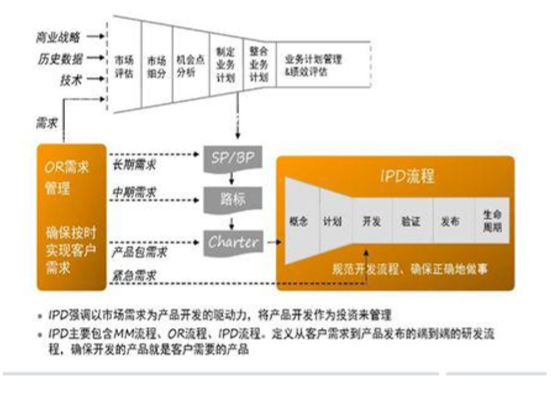 商业战略
历史数据
技术
需求
市场
评估
市场
细分
机会点
分析
制定
业务
计划
整合
业务
计划
业务计划管理
&绩效评估
OR需求
管理
确保按时
实现客户
需求
长期需求
中期需求
产品包需求
紧急需求
SP/BP
路标
Charter
IPD流程
概念
计划
开发
验证
发布
生命
周期
规范开发流程、确保正确地做事
• IPD强调以市场需求为产品开发的驱动力，将产品开发作为投资来管理
• IPD主要包含MM流程、OR流程、IPD流程。定义从客户需求到产品发布的端到端的研发流
程，确保开发的产品就是客户需要的产品